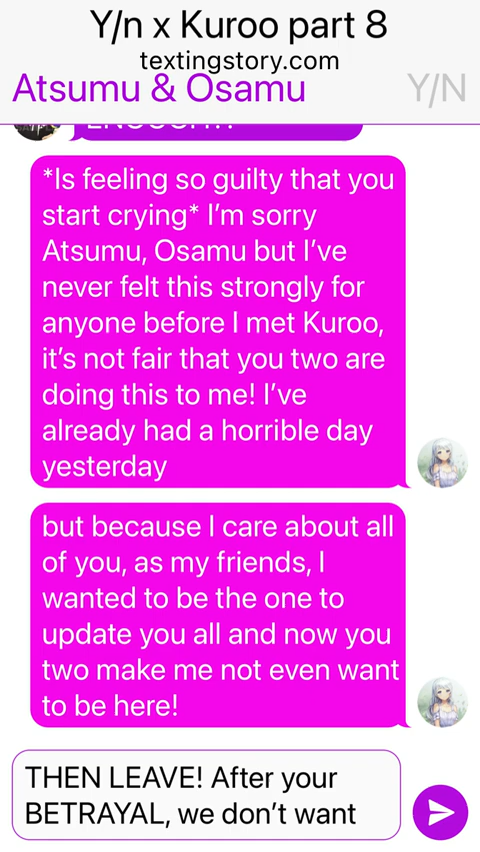 Y/n x Kuroo part 8
textingstory.com
Atsumu & Osamu
Y/N
*Is feeling so guilty that you
start crying* I’m sorry
Atsumu, Osamu but I’ve
never felt this strongly for
anyone before I met Kuroo,
it’s not fair that you two are
doing this to me! I’ve
already had a horrible day
yesterday
but because I care about all
of you, as my friends, I
wanted to be the one to
update you all and now you
two make me not even want
to be here!
THEN LEAVE! After your
BETRAYAL, we don’t want